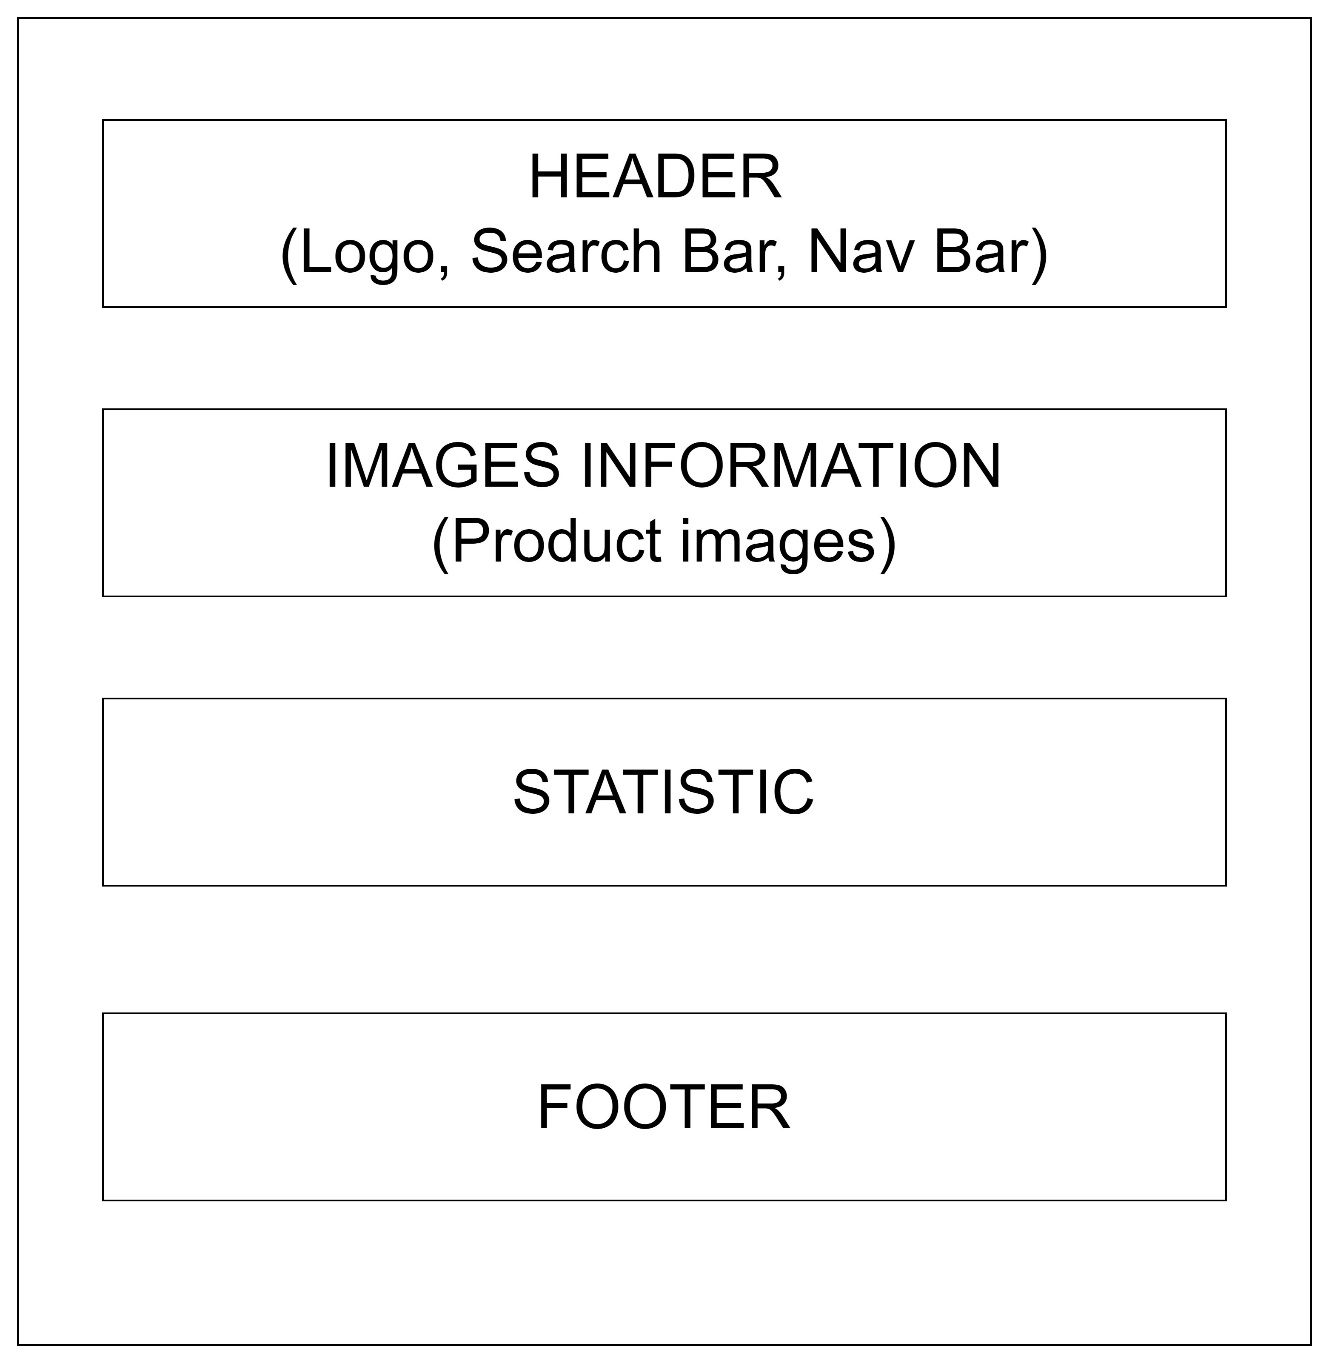 HEADER
(Logo, Search Bar, Nav Bar)
IMAGES INFORMATION
(Product images)
STATISTIC
FOOTER